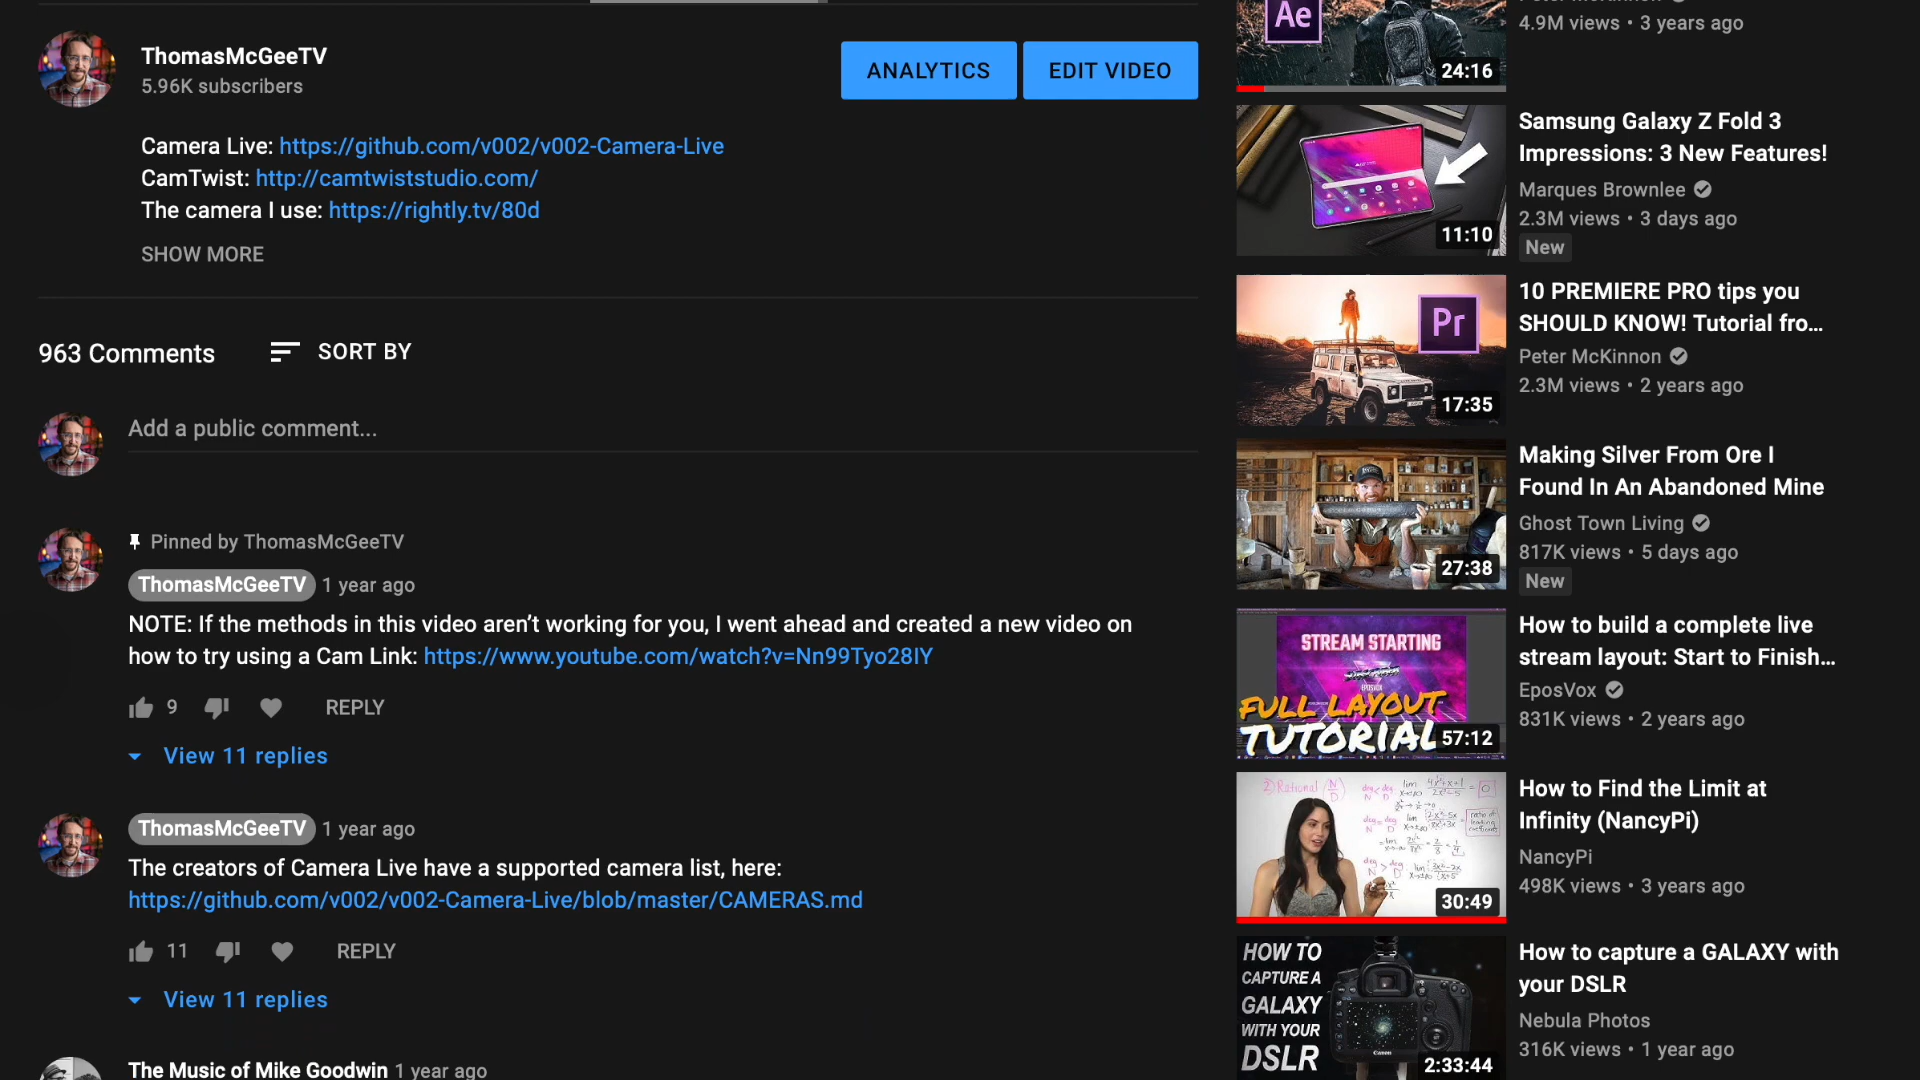 ThomasMcGeeTV
5.96K subscribers
ANALYTICS
EDIT VIDEO
Camera Live: https://github.com/v002/v002-Camera-Live
CamTwist: http://camtwiststudio.com/
The camera I use: https://rightly.tv/80d
SHOW MORE
963 Comments
SORT BY
Add a public comment...
Pinned by ThomasMcGeeTV
ThomasMcGeeTV 1 year ago
NOTE: If the methods in this video aren’t working for you, I went ahead and created a new video on
how to try using a Cam Link: https://www.youtube.com/watch?v=Nn99Tyo28IY
9
REPLY
View 11 replies
ThomasMcGeeTV 1 year ago
The creators of Camera Live have a supported camera list, here:
https://github.com/v002/v002-Camera-Live/blob/master/CAMERAS.md
11
REPLY
View 11 replies
The Music of Mike Goodwin 1 year ago
Ae
24:16
4.9M views • 3 years ago
11:10
Samsung Galaxy Z Fold 3
Impressions: 3 New Features!
Marques Brownlee
2.3M views • 3 days ago
New
Pr
17:35
10 PREMIERE PRO tips you
SHOULD KNOW! Tutorial fro...
Peter McKinnon
2.3M views • 2 years ago
27:38
Making Silver From Ore I
Found In An Abandoned Mine
Ghost Town Living
817K views • 5 days ago
New
STREAM STARTING
EPOSVOX
FULL LAYOUT
TUTORIAL
57:12
How to build a complete live
stream layout: Start to Finish...
EposVox
831K views • 2 years ago
2) Rational
30:49
How to Find the Limit at
Infinity (NancyPi)
NancyPi
498K views • 3 years ago
HOW TO
CAPTURE A
GALAXY
WITH YOUR
DSLR
Canon
2:33:44
How to capture a GALAXY with
your DSLR
Nebula Photos
316K views • 1 year ago